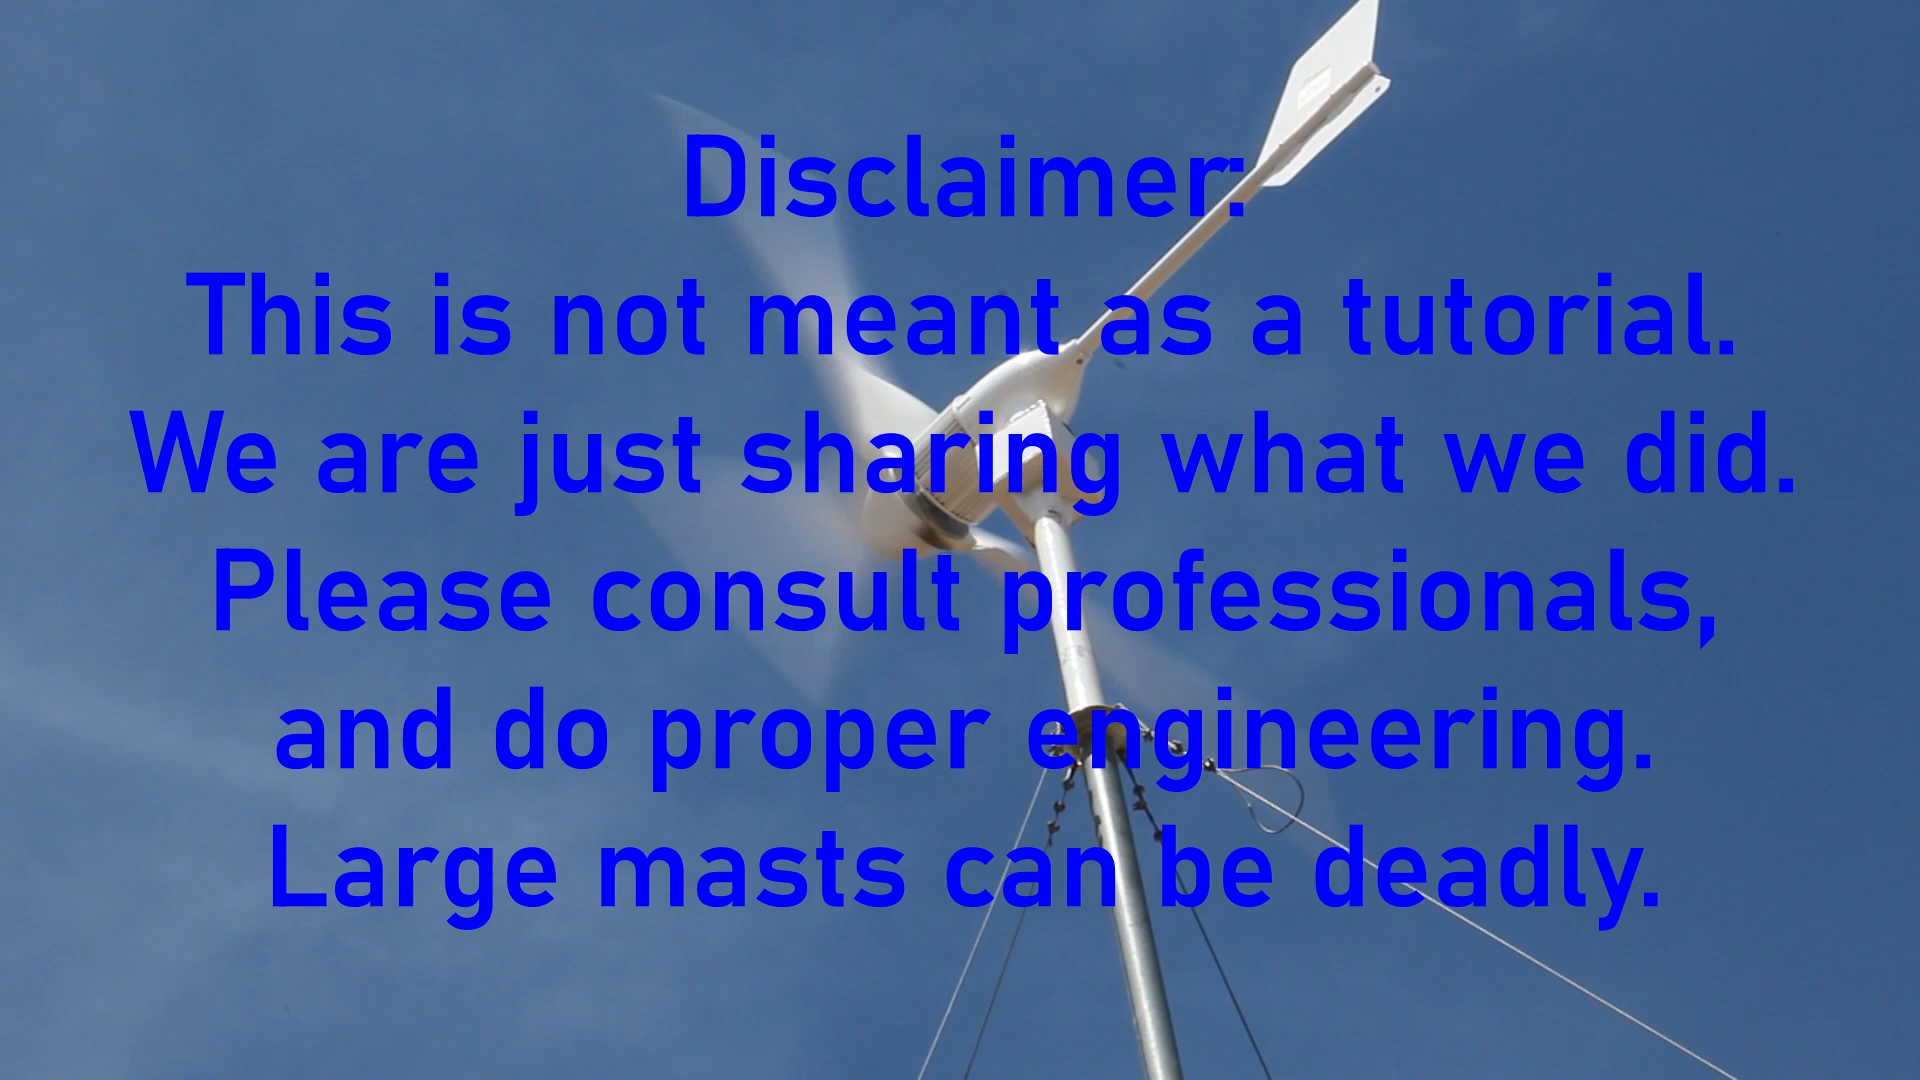 Disclaimer:
This is not meant as a tutorial.
We are just sharing what we did.
Please consult professionals,
and do proper engineering.
Large masts can be deadly.